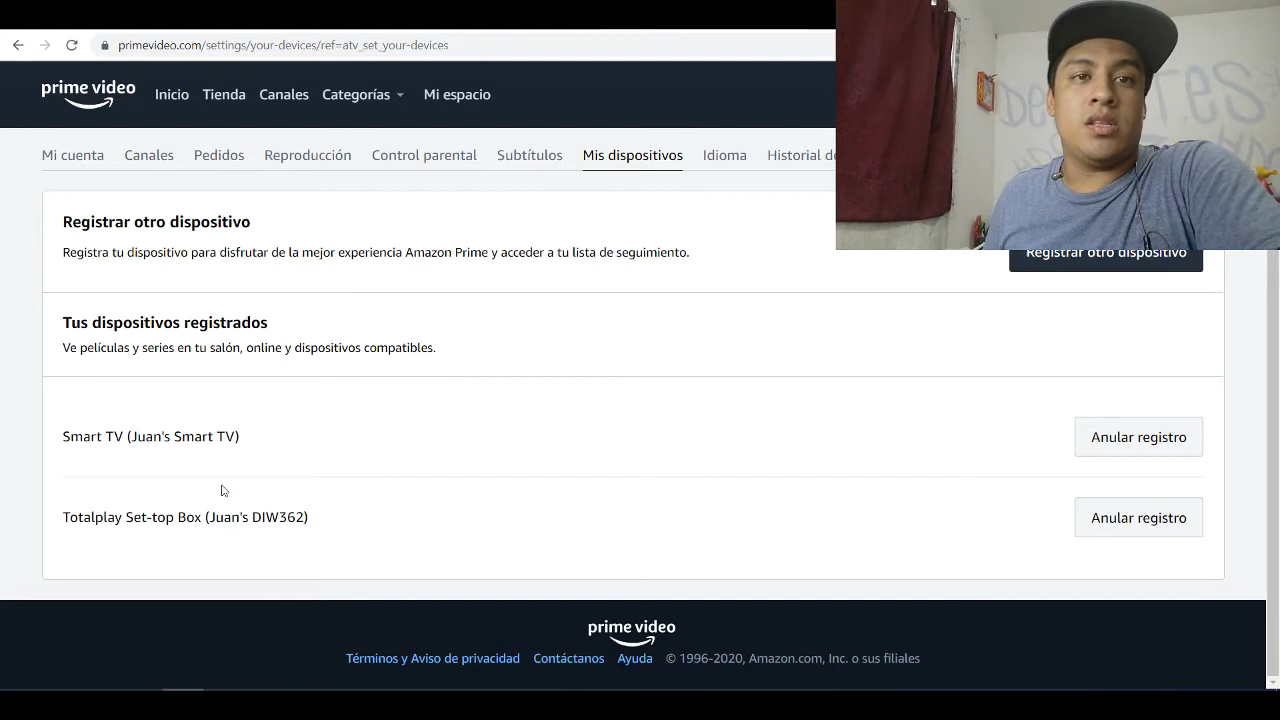 primevideo.com/settings/your-devices/ref=atv_set_your-devices
prime video
Inicio
Tienda
Canales
Categorías
Mi espacio
Mi cuenta
Canales
Pedidos
Reproducción
Control parental
Subtítulos
Mis dispositivos
Idioma
Historial de
Registrar otro dispositivo
Registra tu dispositivo para disfrutar de la mejor experiencia Amazon Prime y acceder a tu lista de seguimiento.
Registrar otro dispositivo
Tus dispositivos registrados
Ve películas y series en tu salón, online y dispositivos compatibles.
Smart TV (Juan's Smart TV)
Anular registro
Totalplay Set-top Box (Juan's DIW362)
Anular registro
prime video
Términos y Aviso de privacidad
Contáctanos
Ayuda
© 1996-2020, Amazon.com, Inc. o sus filiales